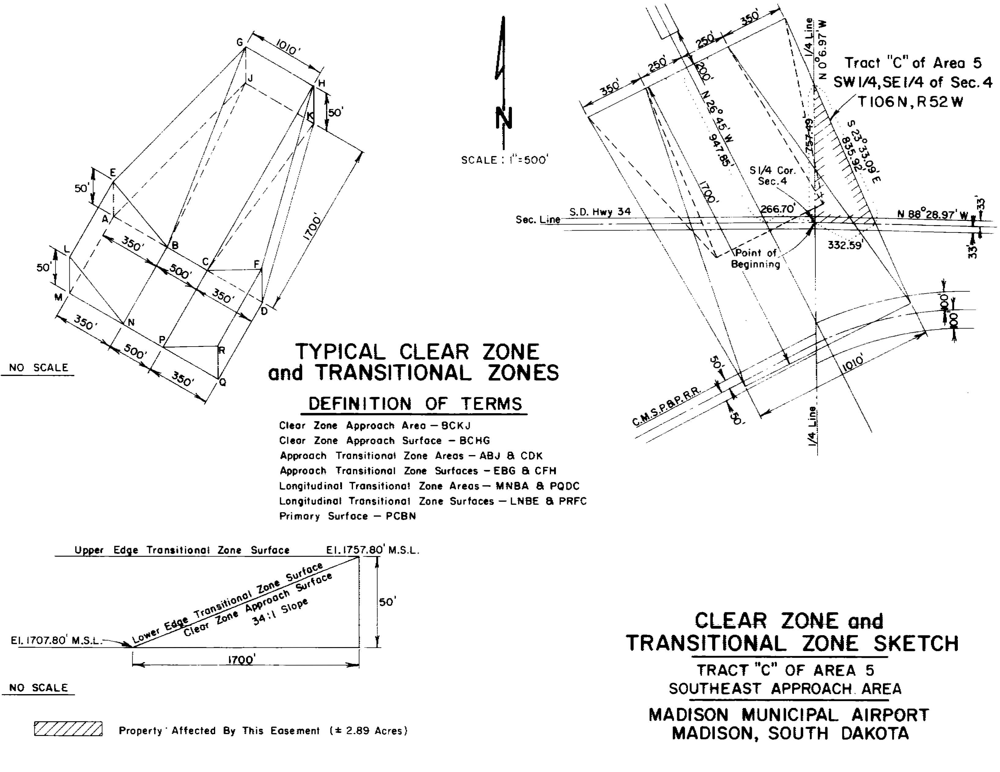 G
1010'
J
H
K
50'
E
50'
A
350'
B
500'
C
F
350'
D
1700'
L
50'
M
350'
N
500'
P
350'
R
Q
NO SCALE
N
SCALE : 1"=500'
350'
250'
250'
350'
200'
N 26° 45' W
947.85'
1700'
1/4 Line
N 0° 6.97' W
757.49'
Tract "C" of Area 5
SW 1/4, SE 1/4 of Sec. 4
T 106 N, R 52 W
S 23° 33.09' E
835.92'
S 1/4 Cor.
Sec. 4
266.70'
S.D. Hwy 34
Sec. Line
N 88° 28.97' W
33'
33'
332.59'
Point of
Beginning
100'
100'
1010'
50'
50'
C.M.S.P.&P. R.R.
1/4 Line
TYPICAL CLEAR ZONE
and TRANSITIONAL ZONES
DEFINITION OF TERMS
Clear Zone Approach Area — BCKJ
Clear Zone Approach Surface — BCHG
Approach Transitional Zone Areas — ABJ & CDK
Approach Transitional Zone Surfaces — EBG & CFH
Longitudinal Transitional Zone Areas — MNBA & PQDC
Longitudinal Transitional Zone Surfaces — LNBE & PRFC
Primary Surface — PCBN
Upper Edge Transitional Zone Surface El. 1757.80' M.S.L.
Lower Edge Transitional Zone Surface
Clear Zone Approach Surface
34:1 Slope
50'
El. 1707.80' M.S.L.
1700'
NO SCALE
Property Affected By This Easement (± 2.89 Acres)
CLEAR ZONE and
TRANSITIONAL ZONE SKETCH
TRACT "C" OF AREA 5
SOUTHEAST APPROACH AREA
MADISON MUNICIPAL AIRPORT
MADISON, SOUTH DAKOTA